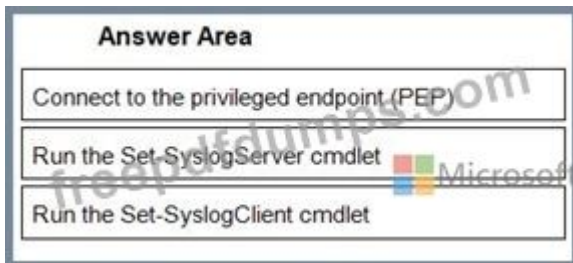 Answer Area
Connect to the privileged endpoint (PEP)
Run the Set-SyslogServer cmdlet
Run the Set-SyslogClient cmdlet
freepdfdumps.com
Microsoft